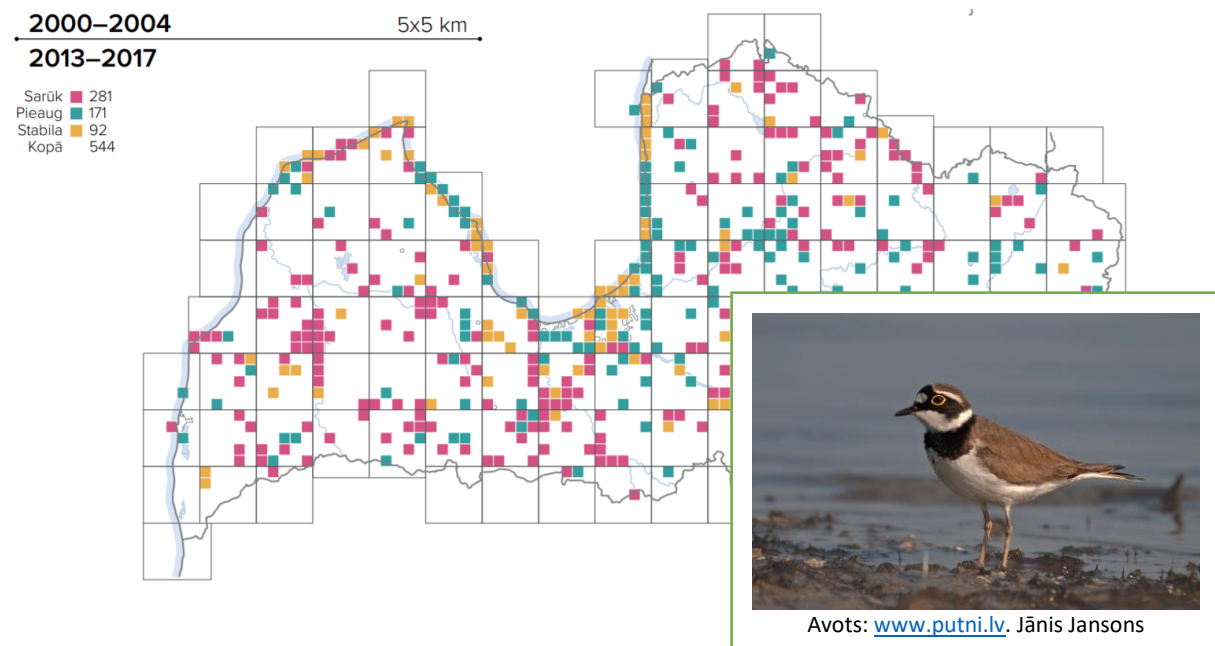 2000–2004 5x5 km
2013–2017
Sarūk 281
Pieaug 171
Stabila 92
Kopā 544
Avots: www.putni.lv. Jānis Jansons